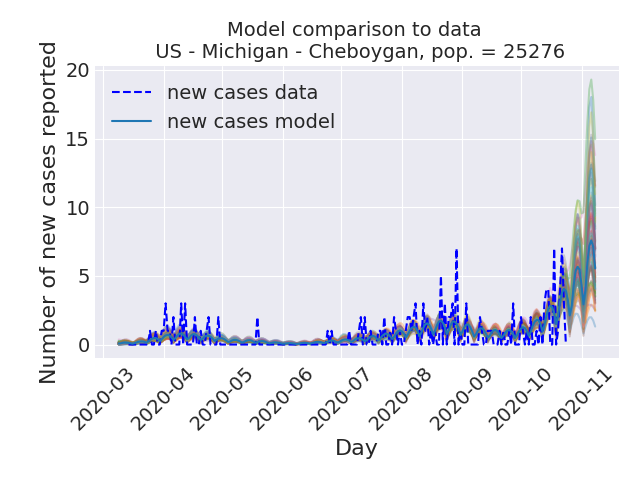 Model comparison to data
US - Michigan - Cheboygan, pop. = 25276
Number of new cases reported
20
15
10
5
0
new cases data
new cases model
2020-03
2020-04
2020-05
2020-06
2020-07
2020-08
2020-09
2020-10
2020-11
Day